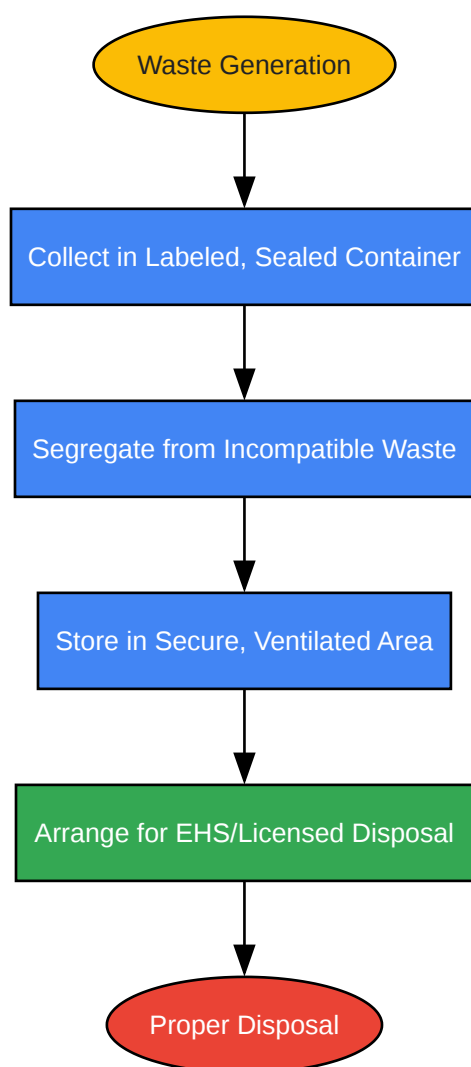 Waste Generation
Collect in Labeled, Sealed Container
Segregate from Incompatible Waste
Store in Secure, Ventilated Area
Arrange for EHS/Licensed Disposal
Proper Disposal